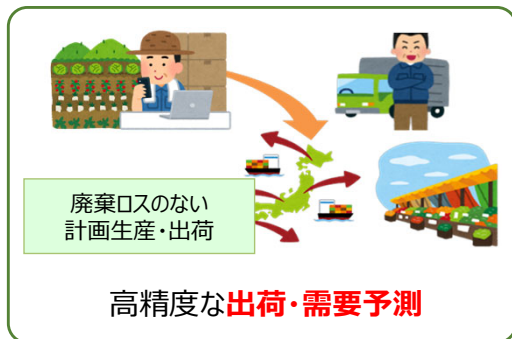 廃棄ロスのない
計画生産・出荷
高精度な出荷・需要予測